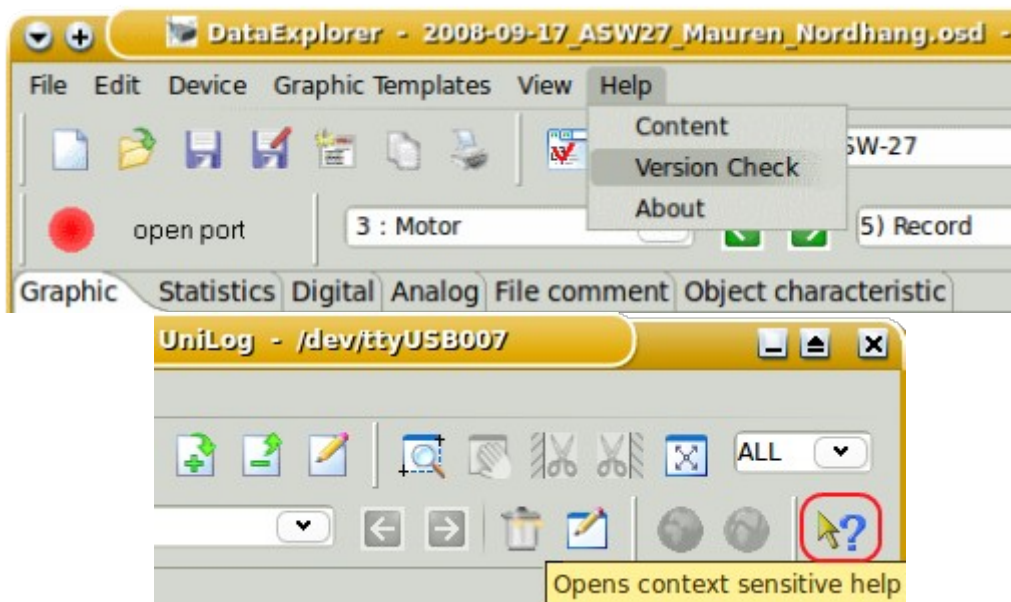 DataExplorer - 2008-09-17_ASW27_Mauren_Nordhang.osd -
File Edit Device Graphic Templates View Help
Content
Version Check
About
SW-27
open port
3 : Motor
5) Record
Graphic Statistics Digital Analog File comment Object characteristic
UniLog - /dev/ttyUSB007
ALL
Opens context sensitive help